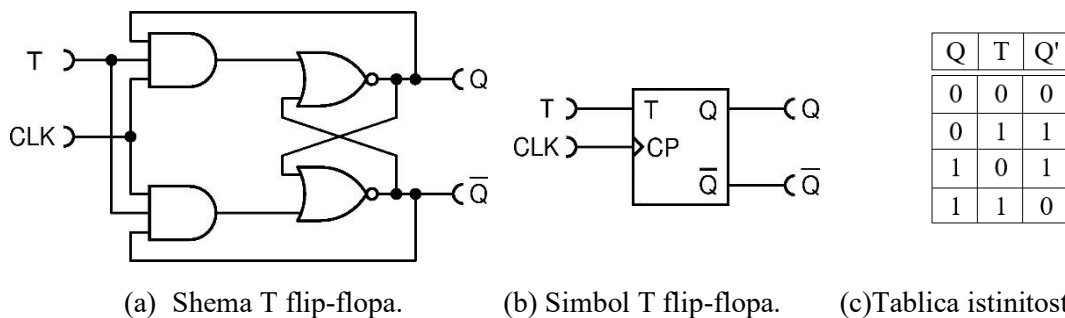 T
CLK
Q
Q̅
T
CLK
T Q
CP
Q̅
Q
Q̅
Q T Q'
0 0 0
0 1 1
1 0 1
1 1 0
(a) Shema T flip-flopa. (b) Simbol T flip-flopa. (c)Tablica istinitost